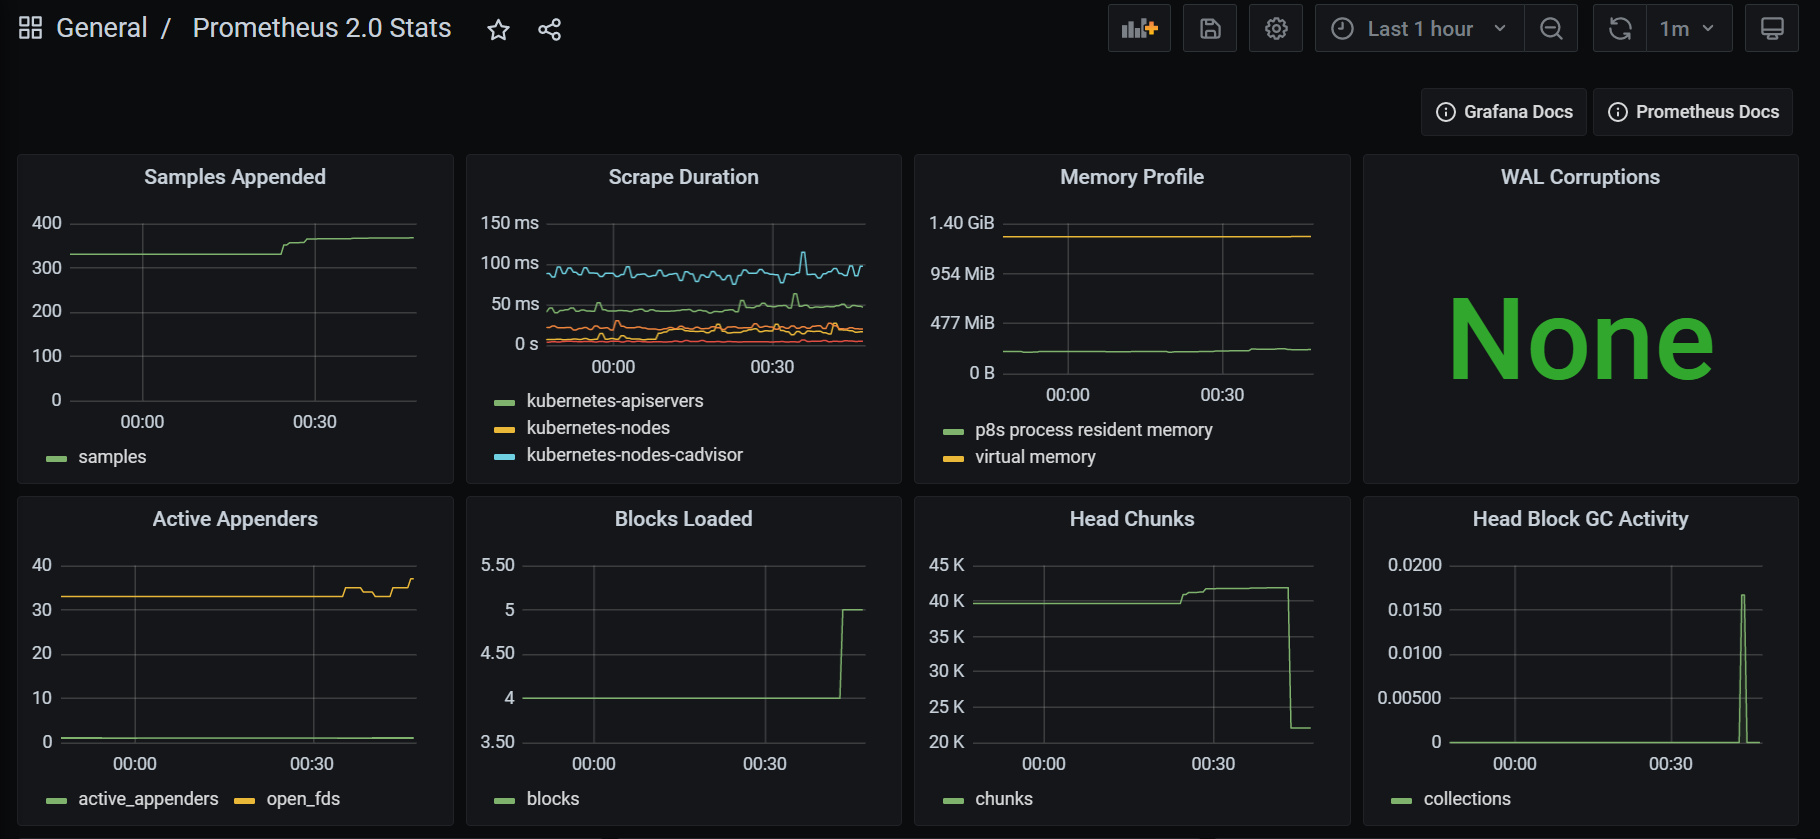 General / Prometheus 2.0 Stats
Last 1 hour
1m
Grafana Docs
Prometheus Docs
Samples Appended
400
300
200
100
0
00:00 00:30
samples
Scrape Duration
150 ms
100 ms
50 ms
0 s
00:00 00:30
kubernetes-apiservers
kubernetes-nodes
kubernetes-nodes-cadvisor
Memory Profile
1.40 GiB
954 MiB
477 MiB
0 B
00:00 00:30
p8s process resident memory
virtual memory
WAL Corruptions
None
Active Appenders
40
30
20
10
0
00:00 00:30
active_appenders open_fds
Blocks Loaded
5.50
5
4.50
4
3.50
00:00 00:30
blocks
Head Chunks
45 K
40 K
35 K
30 K
25 K
20 K
00:00 00:30
chunks
Head Block GC Activity
0.0200
0.0150
0.0100
0.00500
0
00:00 00:30
collections